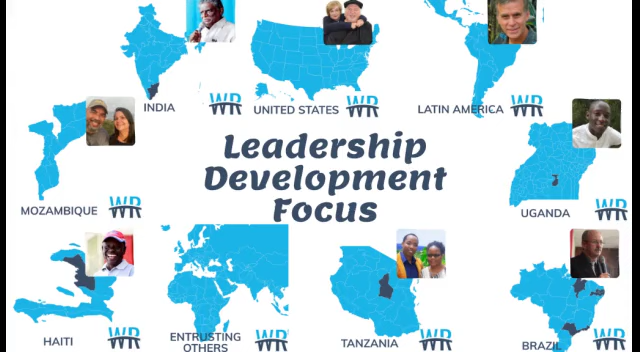 INDIA
WR
UNITED STATES
WR
LATIN AMERICA
WR
Leadership
Development
Focus
MOZAMBIQUE
WR
UGANDA
WR
HAITI
WR
ENTRUSTING
OTHERS
WR
TANZANIA
WR
BRAZIL
WR